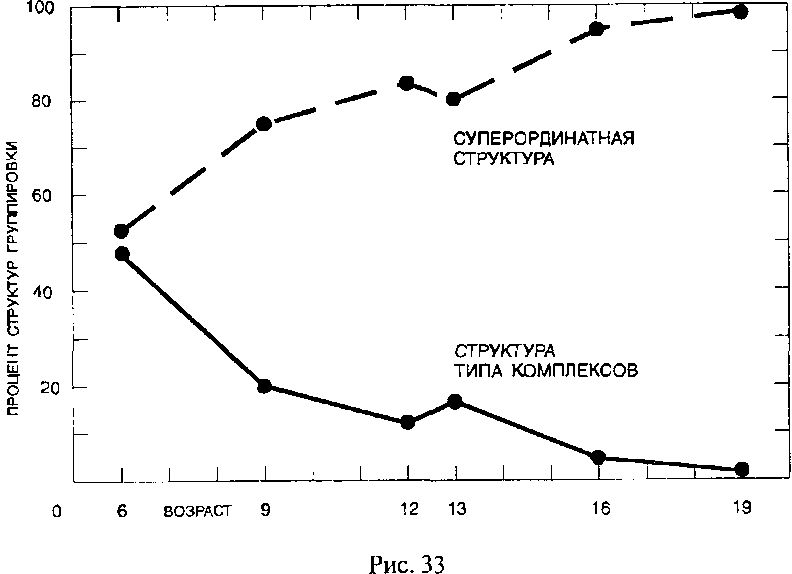 100
80
60
40
20
0
ПРОЦЕНТ СТРУКТУР ГРУППИРОВКИ
СУПЕРОРДИНАТНАЯ
СТРУКТУРА
СТРУКТУРА
ТИПА КОМПЛЕКСОВ
6 ВОЗРАСТ 9 12 13 16 19
Рис. 33